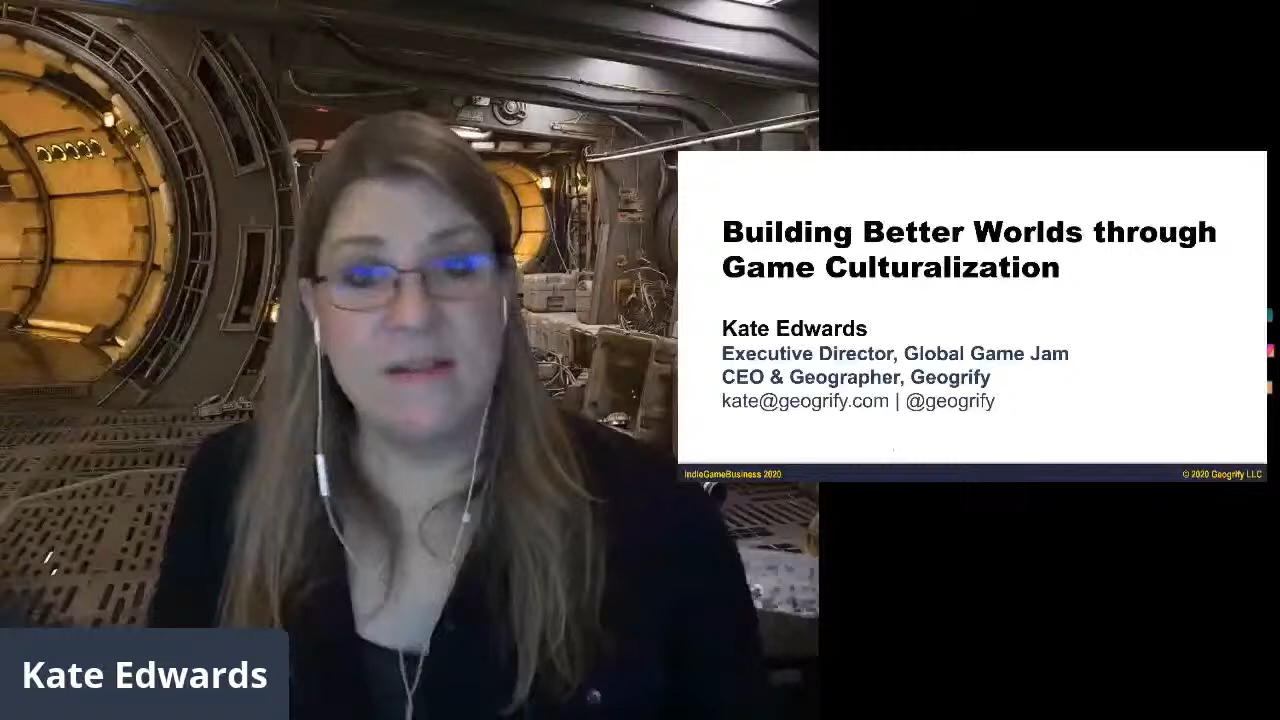 Building Better Worlds through
Game Culturalization
Kate Edwards
Executive Director, Global Game Jam
CEO & Geographer, Geogrify
kate@geogrify.com | @geogrify
IndieGameBusiness 2020
© 2020 Geogrify LLC
Kate Edwards